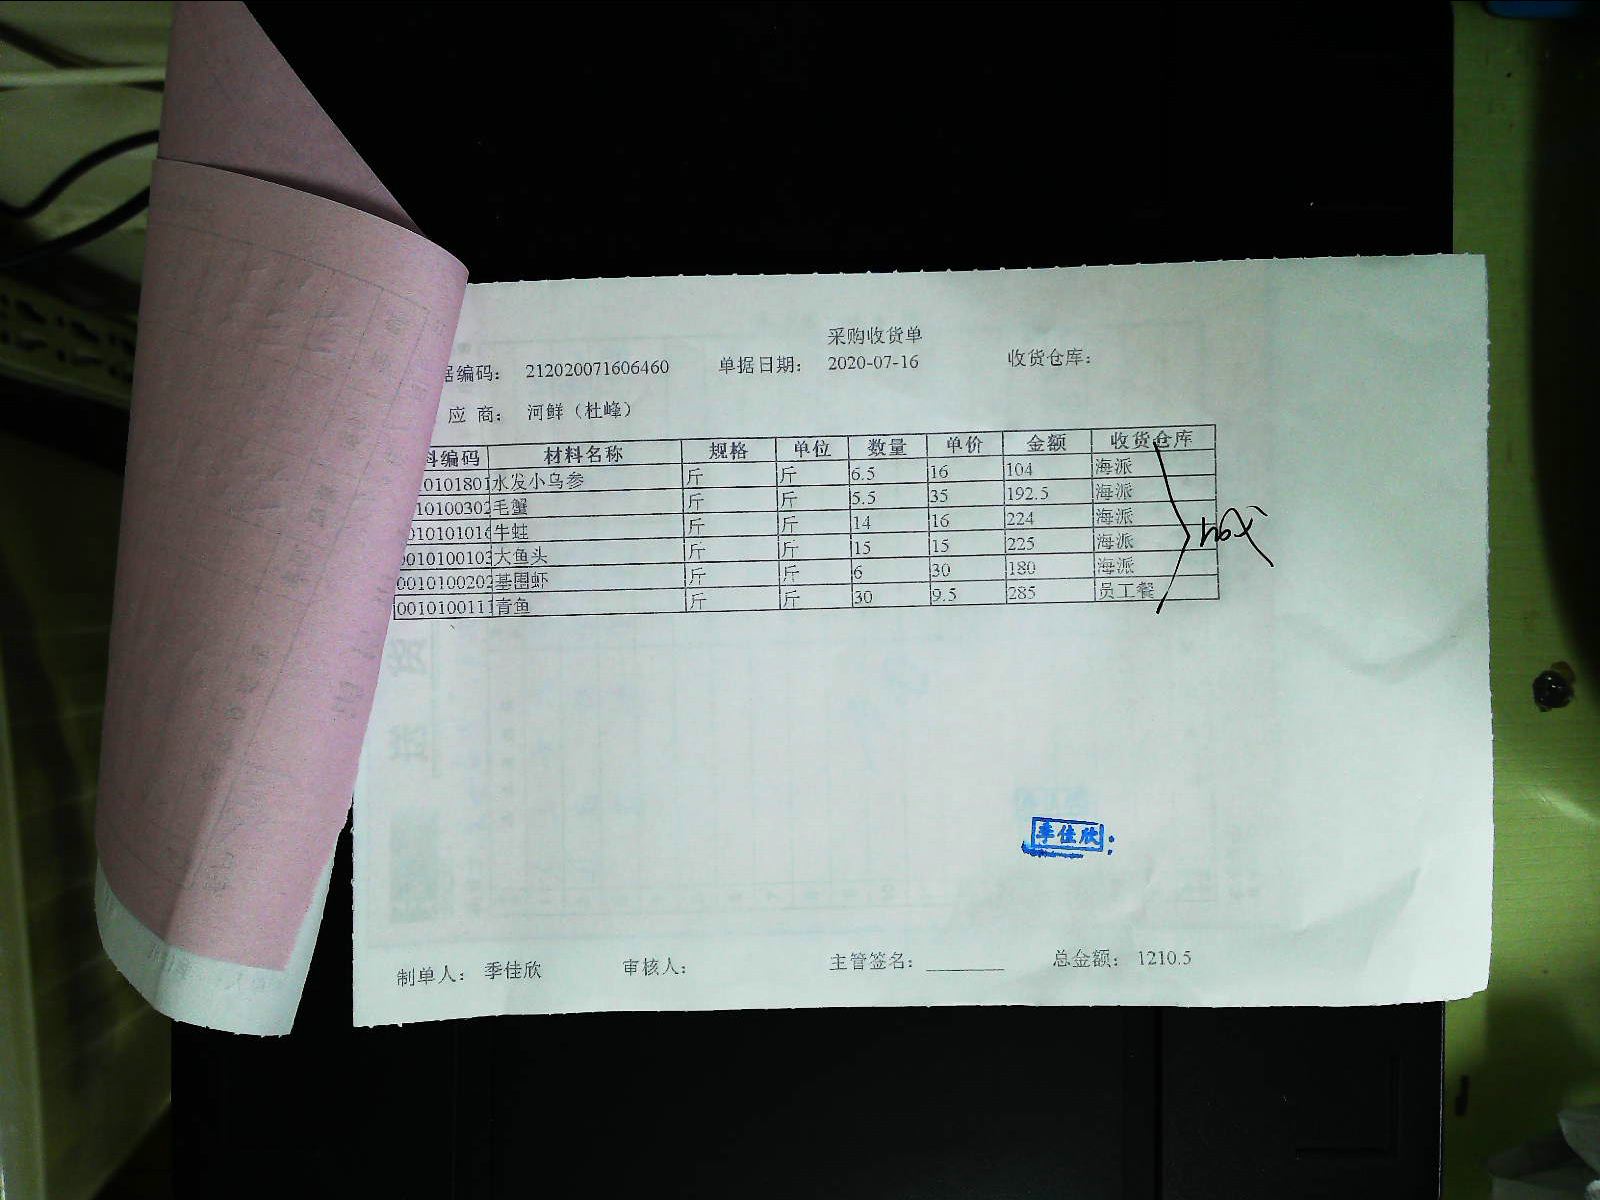 采购收货单
据编码： 212020071606460 单据日期： 2020-07-16 收货仓库：
应 商： 河鲜（杜峰）
料编码 材料名称 规格 单位 数量 单价 金额 收货仓库
0101801 水发小乌参 斤 斤 6.5 16 104 海派
010100302 毛蟹 斤 斤 5.5 35 192.5 海派
010101016 牛蛙 斤 斤 14 16 224 海派
0010100103 大鱼头 斤 斤 15 15 225 海派
0010100202 基围虾 斤 斤 6 30 180 海派
0010100111 青鱼 斤 斤 30 9.5 285 员工餐
季佳欣
制单人： 季佳欣 审核人： 主管签名： 总金额： 1210.5